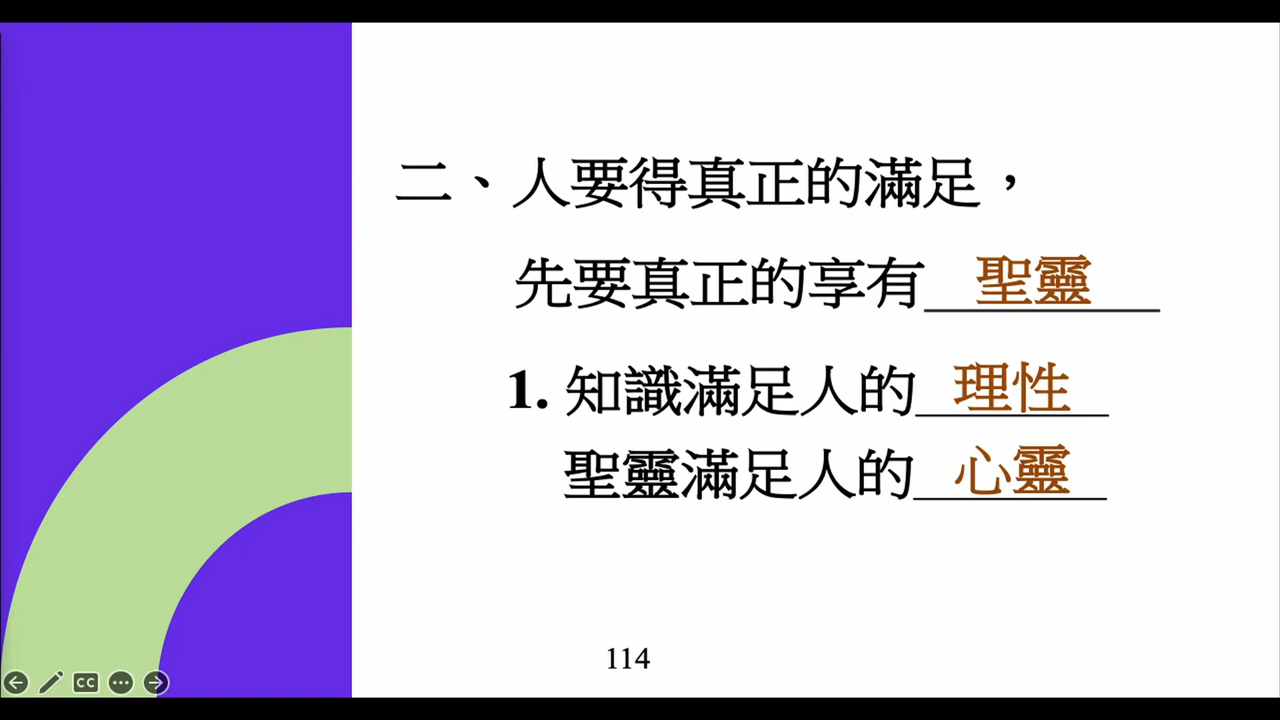 二、人要得真正的滿足，
先要真正的享有 聖靈
1. 知識滿足人的 理性
聖靈滿足人的 心靈
114
CC